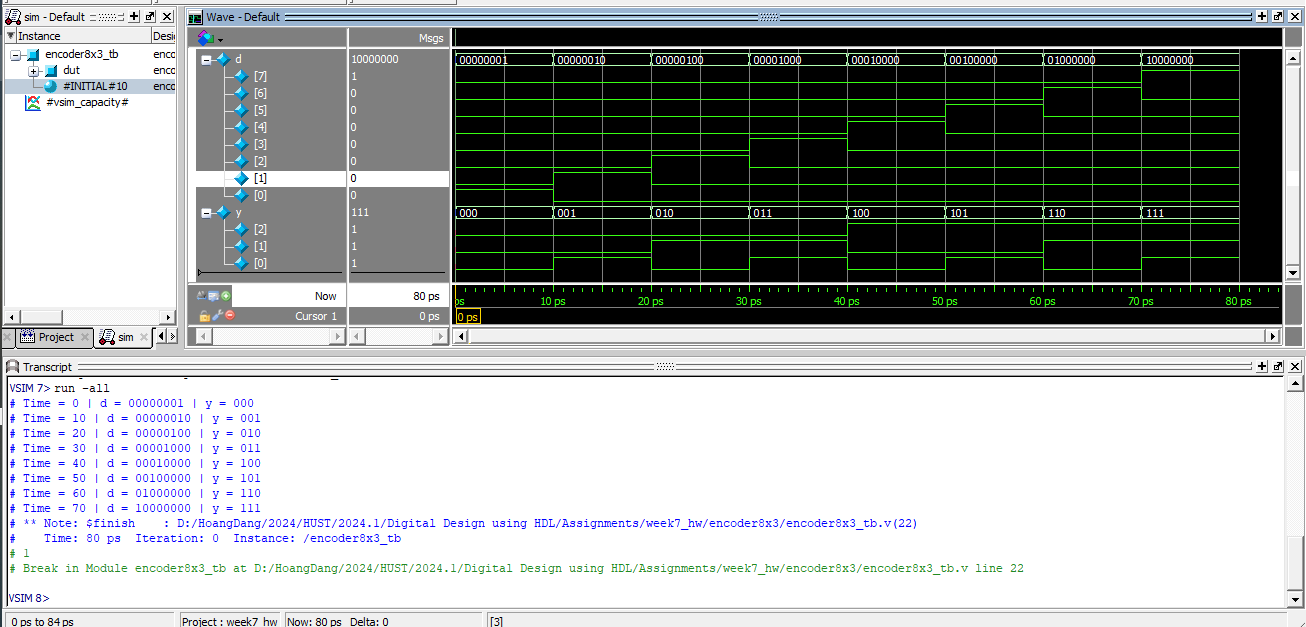 sim - Default
Instance Desi
encoder8x3_tb enco
dut enco
#INITIAL#10 enco
#vsim_capacity#
Project sim
Wave - Default
Msgs
d 10000000 00000001 00000010 00000100 00001000 00010000 00100000 01000000 10000000
[7] 1
[6] 0
[5] 0
[4] 0
[3] 0
[2] 0
[1] 0
[0] 0
y 111 000 001 010 011 100 101 110 111
[2] 1
[1] 1
[0] 1
Now 80 ps ps 10 ps 20 ps 30 ps 40 ps 50 ps 60 ps 70 ps 80 ps
Cursor 1 0 ps 0 ps
Transcript
VSIM 7> run -all
# Time = 0 | d = 00000001 | y = 000
# Time = 10 | d = 00000010 | y = 001
# Time = 20 | d = 00000100 | y = 010
# Time = 30 | d = 00001000 | y = 011
# Time = 40 | d = 00010000 | y = 100
# Time = 50 | d = 00100000 | y = 101
# Time = 60 | d = 01000000 | y = 110
# Time = 70 | d = 10000000 | y = 111
# ** Note: $finish : D:/HoangDang/2024/HUST/2024.1/Digital Design using HDL/Assignments/week7_hw/encoder8x3/encoder8x3_tb.v(22)
# Time: 80 ps Iteration: 0 Instance: /encoder8x3_tb
# 1
# Break in Module encoder8x3_tb at D:/HoangDang/2024/HUST/2024.1/Digital Design using HDL/Assignments/week7_hw/encoder8x3/encoder8x3_tb.v line 22
VSIM 8>
0 ps to 84 ps Project : week7_hw Now: 80 ps Delta: 0 [3]